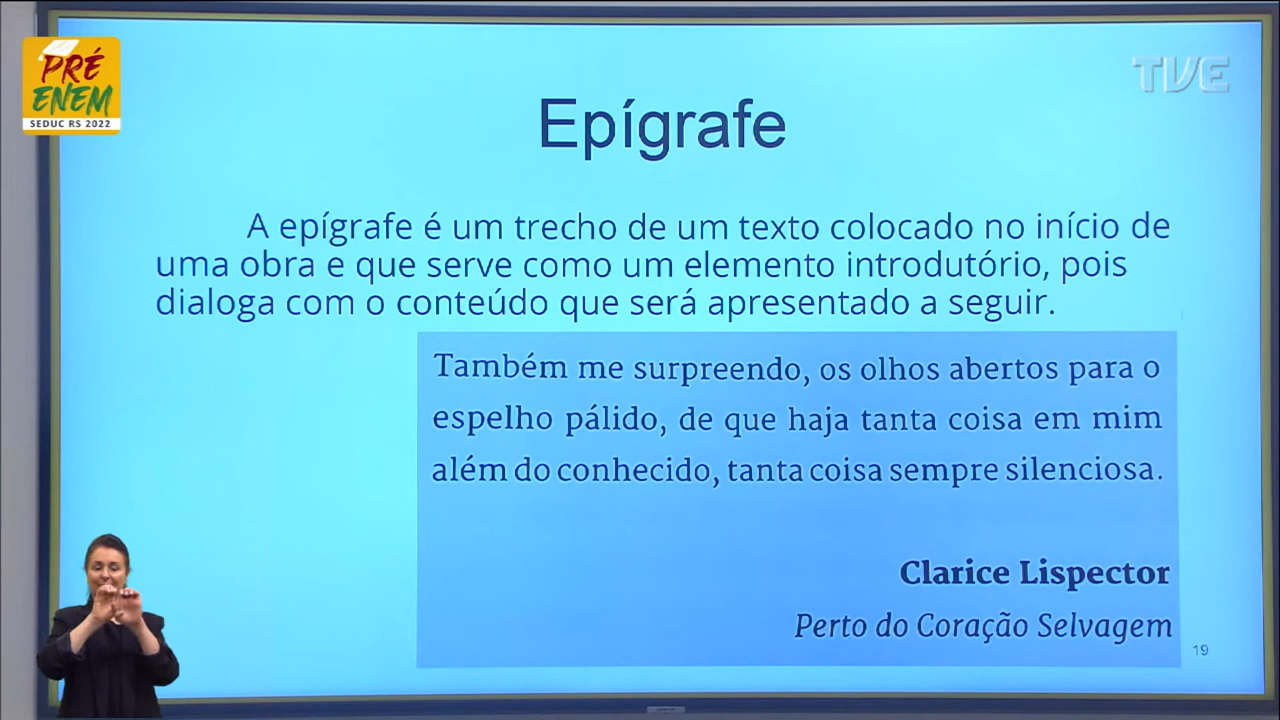 PRÉ
ENEM
SEDUC RS 2022
TVE
Epígrafe
A epígrafe é um trecho de um texto colocado no início de
uma obra e que serve como um elemento introdutório, pois
dialoga com o conteúdo que será apresentado a seguir.
Também me surpreendo, os olhos abertos para o
espelho pálido, de que haja tanta coisa em mim
além do conhecido, tanta coisa sempre silenciosa.
Clarice Lispector
Perto do Coração Selvagem
19